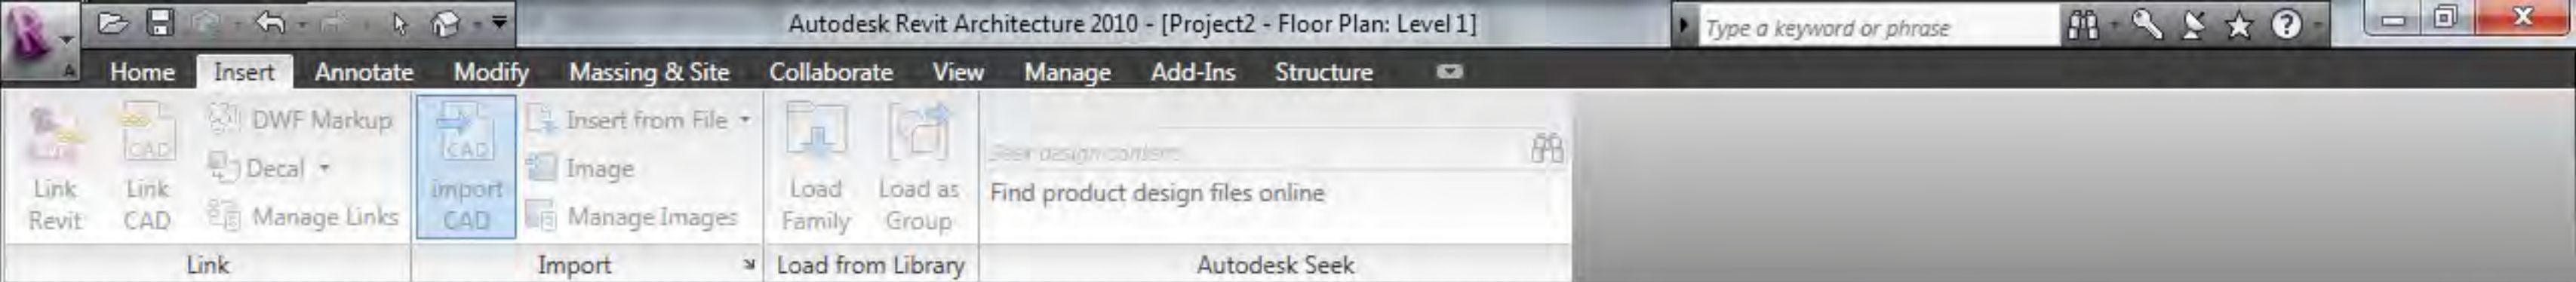 Autodesk Revit Architecture 2010 - [Project2 - Floor Plan: Level 1]
Type a keyword or phrase
Home Insert Annotate Modify Massing & Site Collaborate View Manage Add-Ins Structure
Link Revit
Link CAD
DWF Markup
Decal
Manage Links
Import CAD
Insert from File
Image
Manage Images
Load Family
Load as Group
Seek design content
Find product design files online
Link
Import
Load from Library
Autodesk Seek